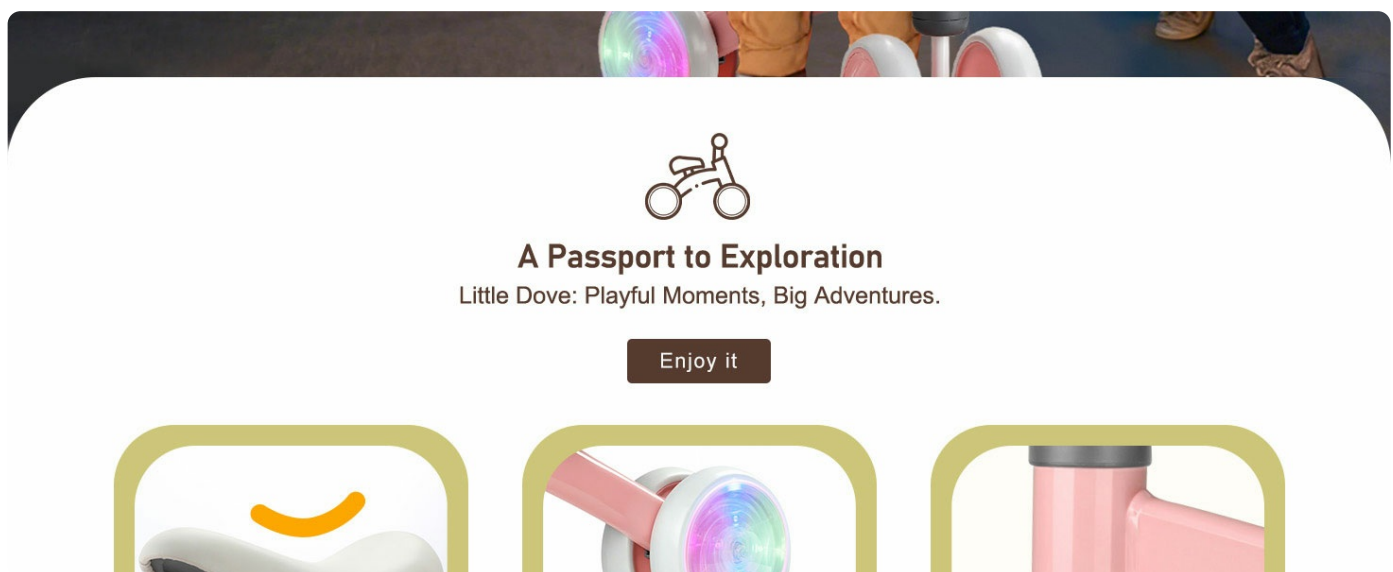 A Passport to Exploration
Little Dove: Playful Moments, Big Adventures.
Enjoy it